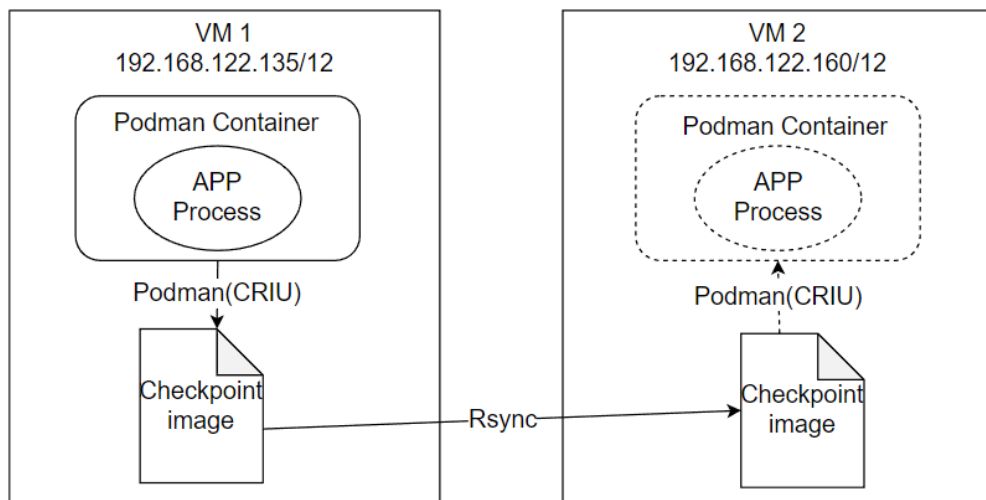 VM 1
192.168.122.135/12
Podman Container
APP
Process
Podman(CRIU)
Checkpoint
image
Rsync
VM 2
192.168.122.160/12
Podman Container
APP
Process
Podman(CRIU)
Checkpoint
image